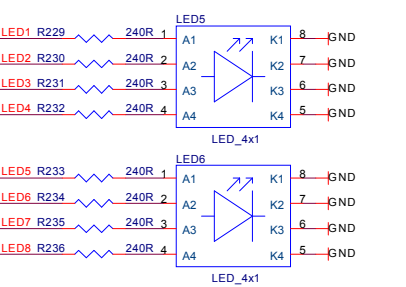 LED5
LED1 R229 240R 1 A1 K1 8 GND
LED2 R230 240R 2 A2 K2 7 GND
LED3 R231 240R 3 A3 K3 6 GND
LED4 R232 240R 4 A4 K4 5 GND
LED_4x1
LED6
LED5 R233 240R 1 A1 K1 8 GND
LED6 R234 240R 2 A2 K2 7 GND
LED7 R235 240R 3 A3 K3 6 GND
LED8 R236 240R 4 A4 K4 5 GND
LED_4x1